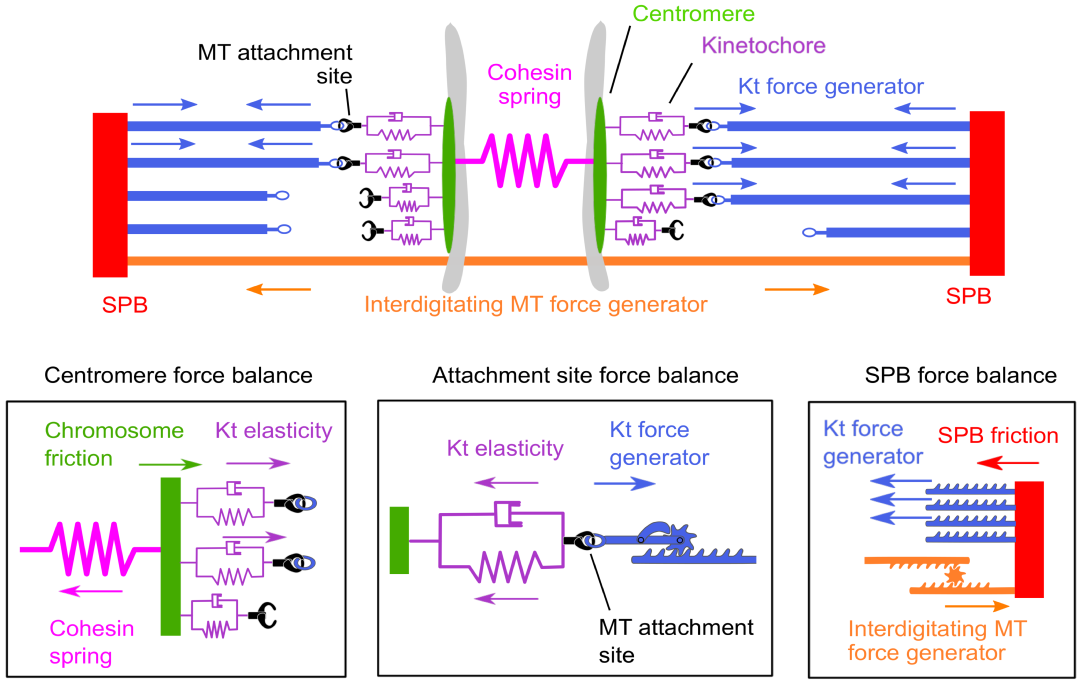 Centromere
MT attachment
site
Kinetochore
Cohesin
spring
Kt force generator
SPB
Interdigitating MT force generator
SPB
Centromere force balance
Attachment site force balance
SPB force balance
Chromosome
friction
Kt elasticity
Cohesin
spring
Kt elasticity
Kt force
generator
MT attachment
site
Kt force
generator
SPB friction
Interdigitating MT
force generator